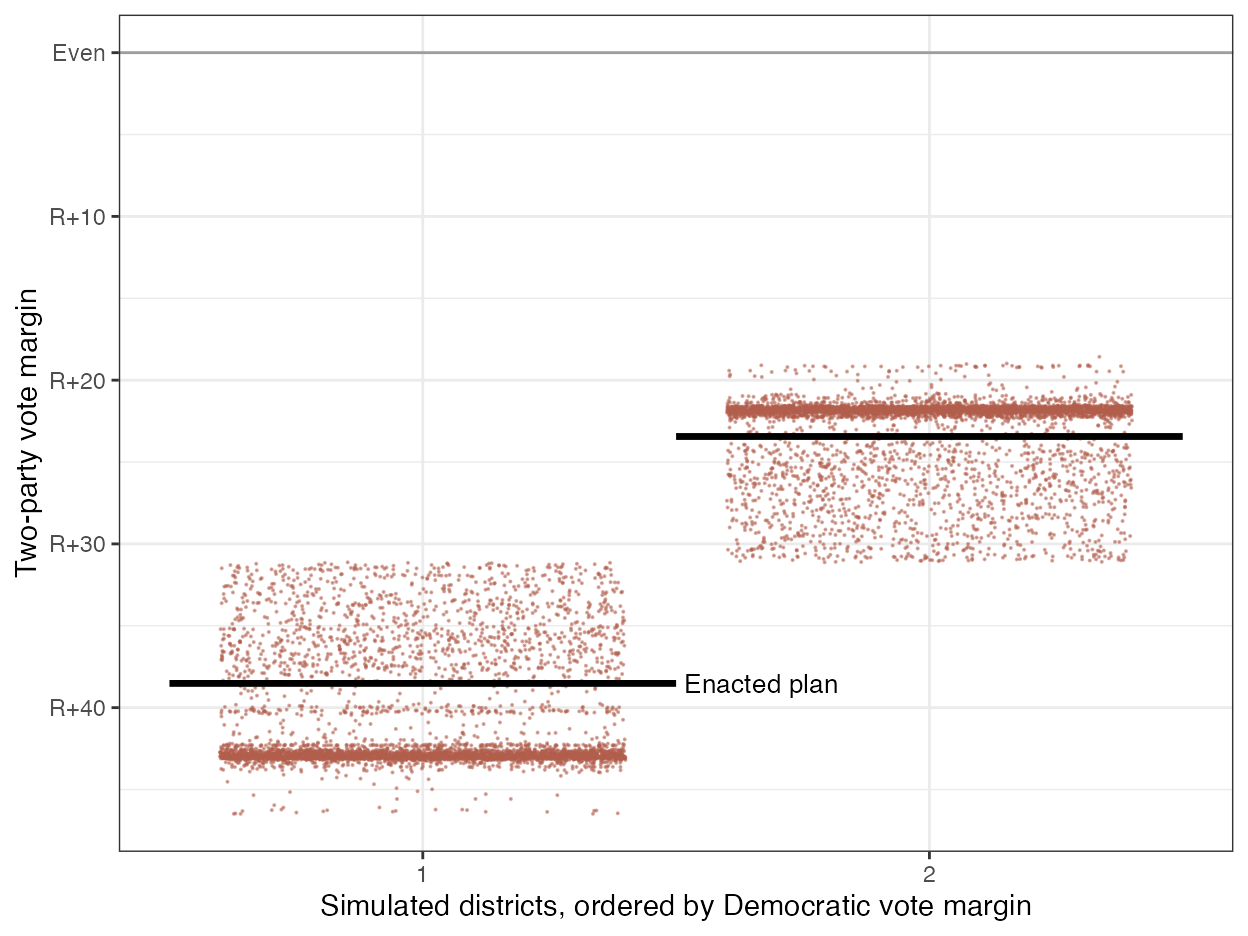 Two-party vote margin
Even
R+10
R+20
R+30
R+40
Enacted plan
1
2
Simulated districts, ordered by Democratic vote margin